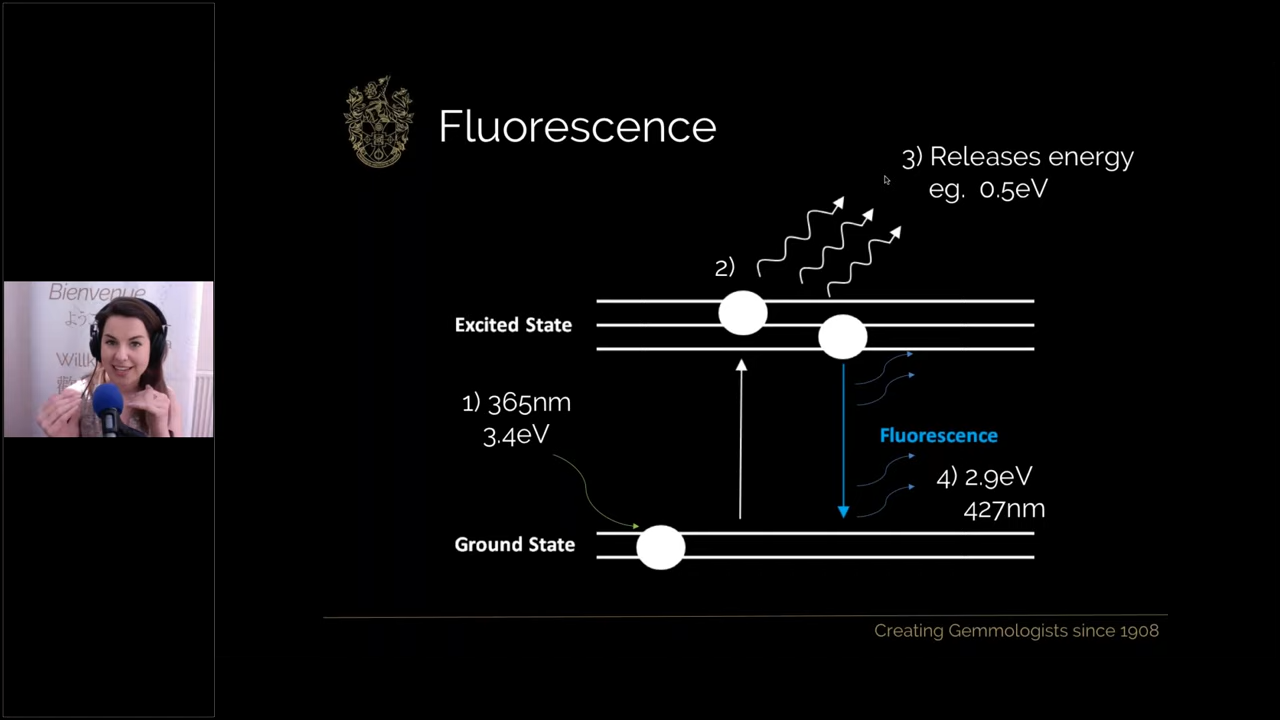 Fluorescence
3) Releases energy
eg. 0.5eV
2)
Excited State
1) 365nm
3.4eV
Fluorescence
4) 2.9eV
427nm
Ground State
Creating Gemmologists since 1908
Bienvenue